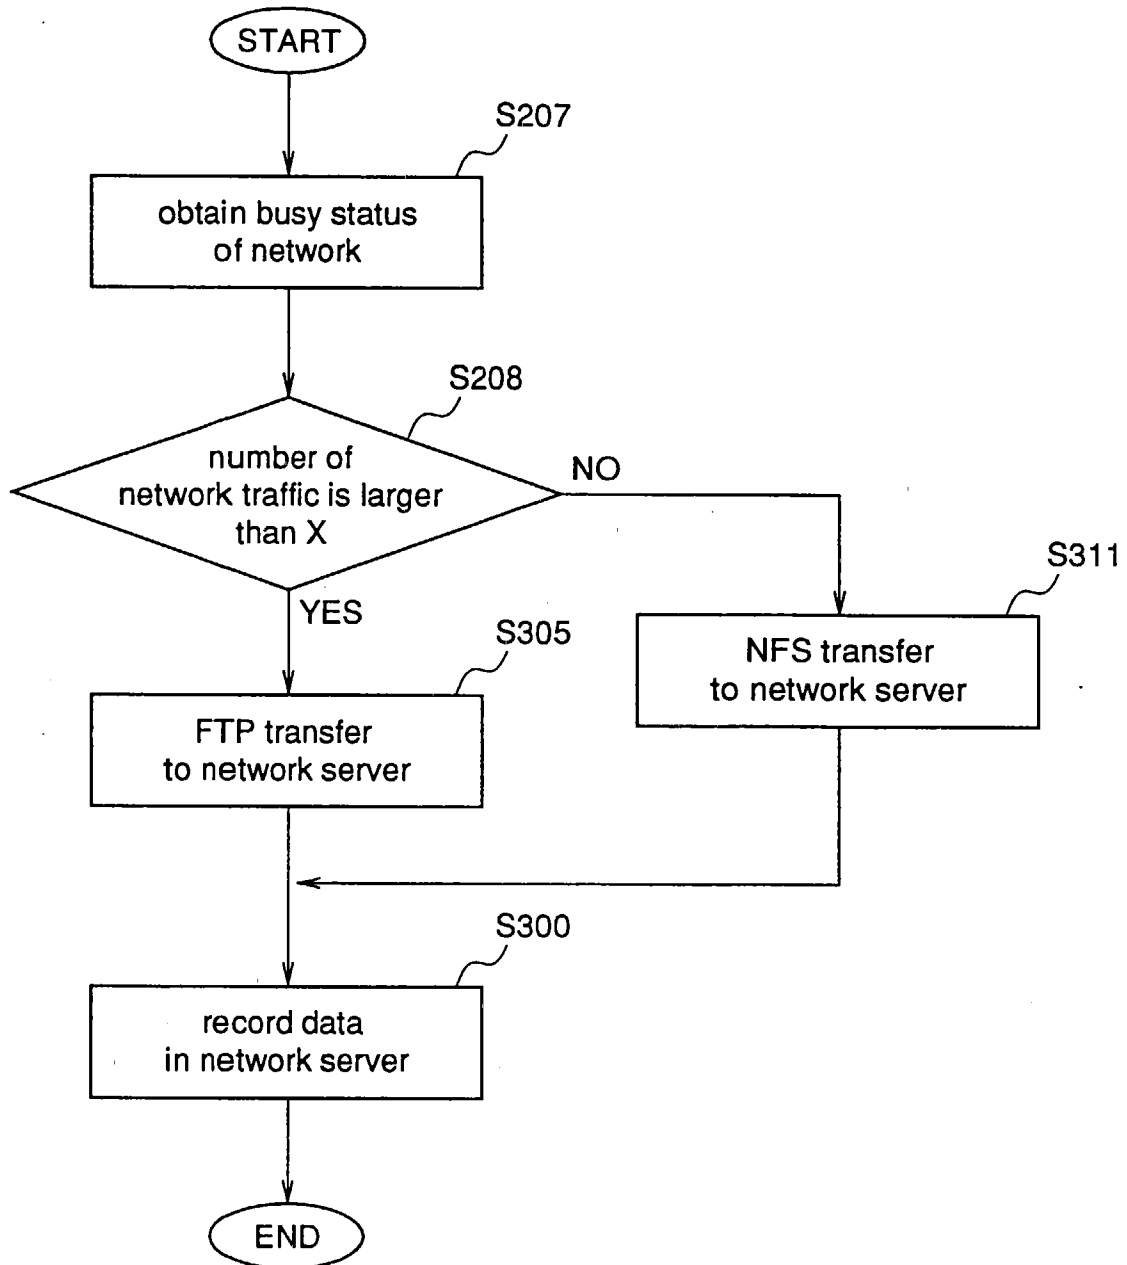 START
S207
obtain busy status
of network
S208
number of
network traffic is larger
than X
NO
YES
S311
NFS transfer
to network server
S305
FTP transfer
to network server
S300
record data
in network server
END